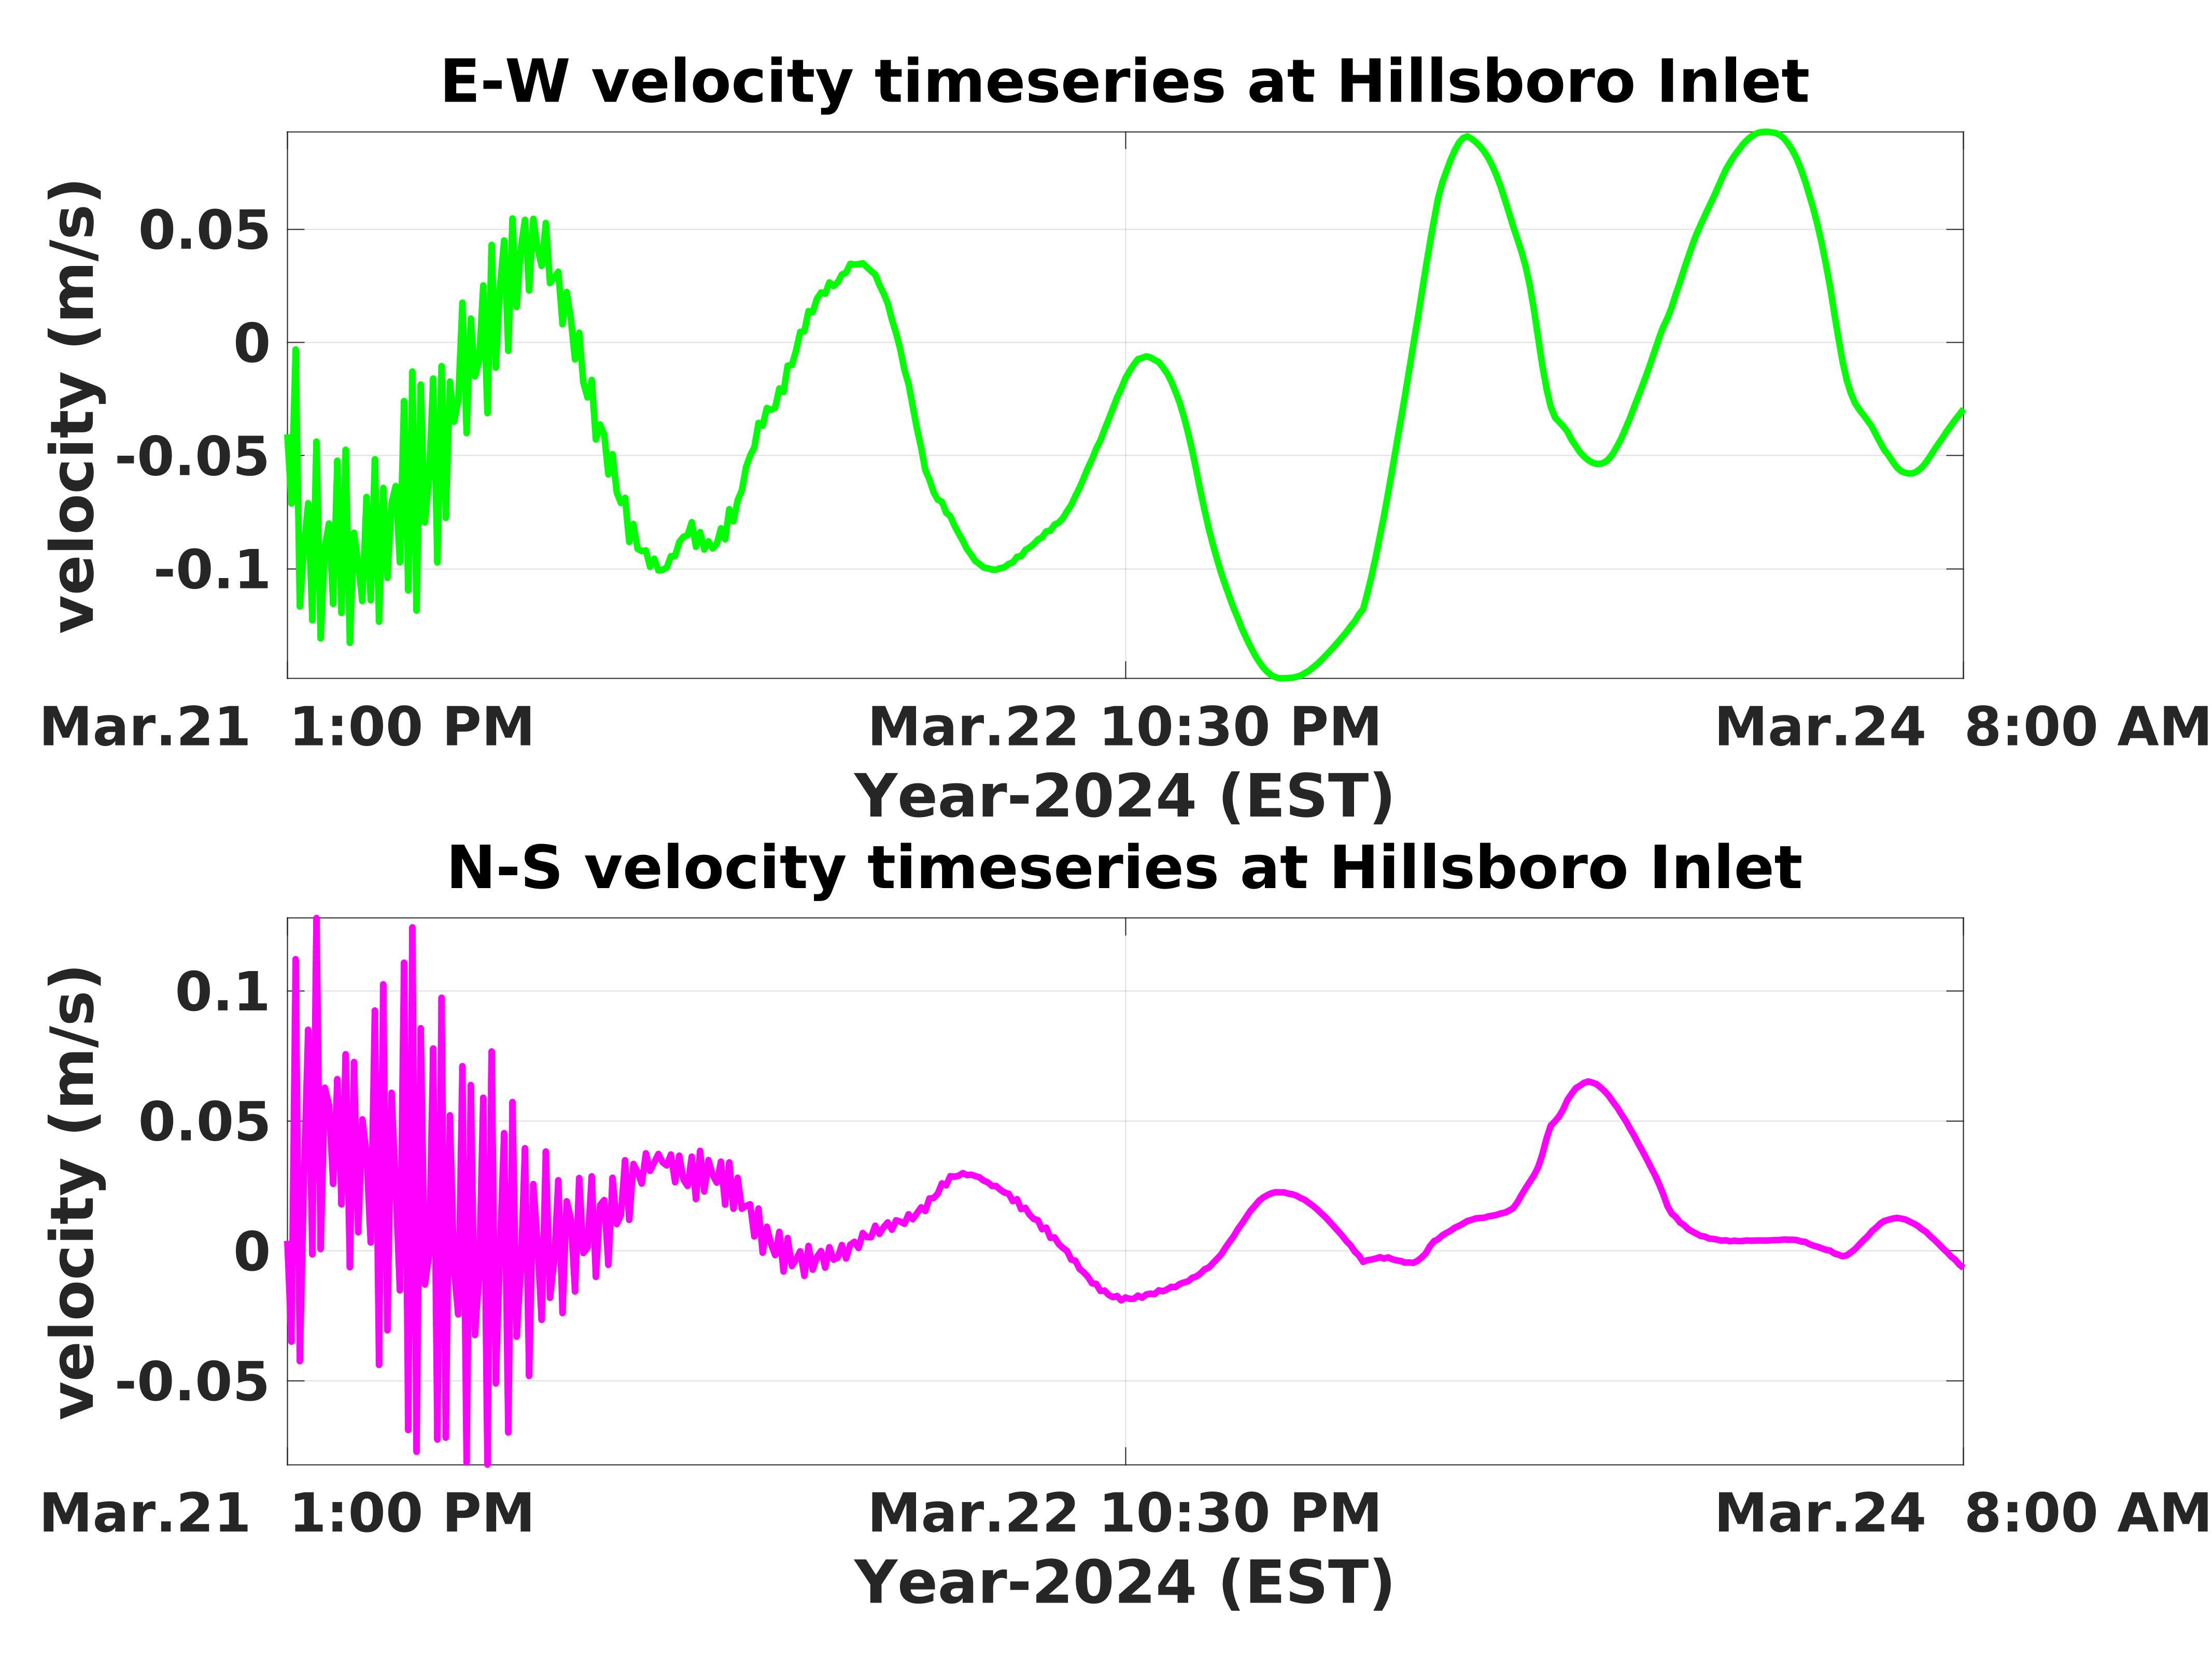 E-W velocity timeseries at Hillsboro Inlet
velocity (m/s)
0.05
0
-0.05
-0.1
Mar.21  1:00 PM Mar.22 10:30 PM Mar.24  8:00 AM
Year-2024 (EST)
N-S velocity timeseries at Hillsboro Inlet
velocity (m/s)
0.1
0.05
0
-0.05
Mar.21  1:00 PM Mar.22 10:30 PM Mar.24  8:00 AM
Year-2024 (EST)